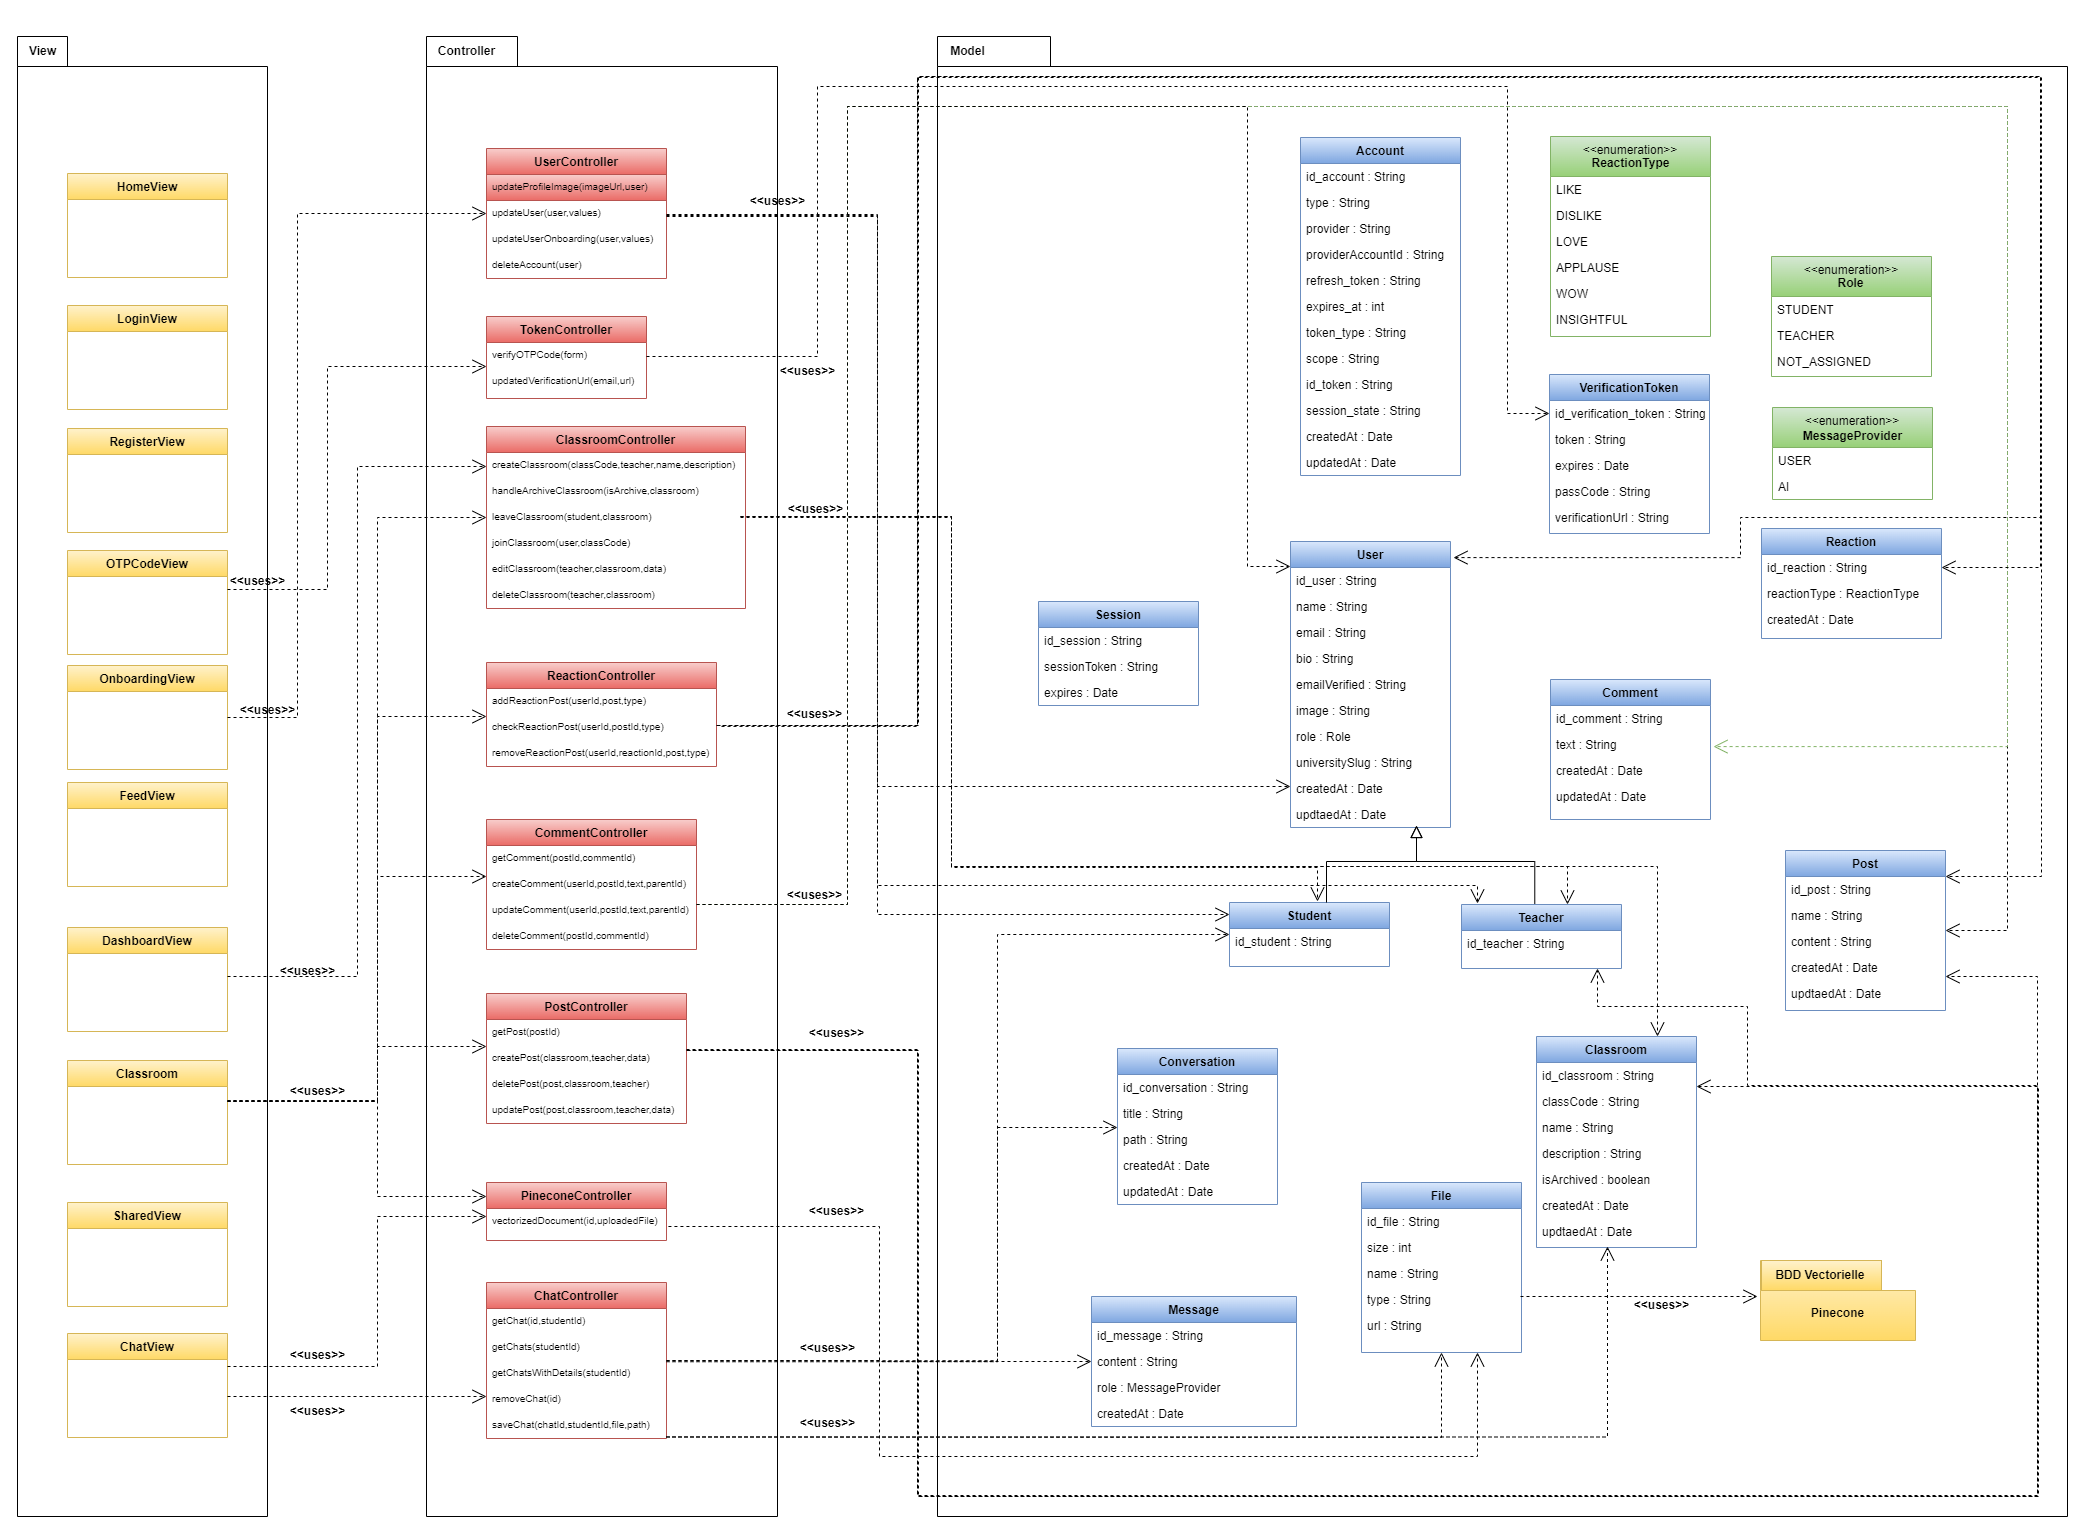 View
HomeView
LoginView
RegisterView
OTPCodeView
<<uses>>
OnboardingView
<<uses>>
FeedView
DashboardView
<<uses>>
Classroom
<<uses>>
SharedView
ChatView
<<uses>>
<<uses>>
Controller
UserController
updateProfileImage(imageUrl,user)
updateUser(user,values)
updateUserOnboarding(user,values)
deleteAccount(user)
<<uses>>
TokenController
verifyOTPCode(form)
updatedVerificationUrl(email,url)
<<uses>>
ClassroomController
createClassroom(classCode,teacher,name,description)
handleArchiveClassroom(isArchive,classroom)
leaveClassroom(student,classroom)
joinClassroom(user,classCode)
editClassroom(teacher,classroom,data)
deleteClassroom(teacher,classroom)
<<uses>>
ReactionController
addReactionPost(userId,post,type)
checkReactionPost(userId,postId,type)
removeReactionPost(userId,reactionId,post,type)
<<uses>>
CommentController
getComment(postId,commentId)
createComment(userId,postId,text,parentId)
updateComment(userId,postId,text,parentId)
deleteComment(postId,commentId)
<<uses>>
PostController
getPost(postId)
createPost(classroom,teacher,data)
deletePost(post,classroom,teacher)
updatePost(post,classroom,teacher,data)
<<uses>>
PineconeController
vectorizedDocument(id,uploadedFile)
<<uses>>
ChatController
getChat(id,studentId)
getChats(studentId)
getChatsWithDetails(studentId)
removeChat(id)
saveChat(chatId,studentId,file,path)
<<uses>>
<<uses>>
Model
Account
id_account : String
type : String
provider : String
providerAccountId : String
refresh_token : String
expires_at : int
token_type : String
scope : String
id_token : String
session_state : String
createdAt : Date
updatedAt : Date
<<enumeration>>
ReactionType
LIKE
DISLIKE
LOVE
APPLAUSE
WOW
INSIGHTFUL
<<enumeration>>
Role
STUDENT
TEACHER
NOT_ASSIGNED
VerificationToken
id_verification_token : String
token : String
expires : Date
passCode : String
verificationUrl : String
<<enumeration>>
MessageProvider
USER
AI
User
id_user : String
name : String
email : String
bio : String
emailVerified : String
image : String
role : Role
universitySlug : String
createdAt : Date
updtaedAt : Date
Reaction
id_reaction : String
reactionType : ReactionType
createdAt : Date
Session
id_session : String
sessionToken : String
expires : Date
Comment
id_comment : String
text : String
createdAt : Date
updatedAt : Date
Post
id_post : String
name : String
content : String
createdAt : Date
updtaedAt : Date
Student
id_student : String
Teacher
id_teacher : String
Conversation
id_conversation : String
title : String
path : String
createdAt : Date
updatedAt : Date
Classroom
id_classroom : String
classCode : String
name : String
description : String
isArchived : boolean
createdAt : Date
updtaedAt : Date
File
id_file : String
size : int
name : String
type : String
url : String
<<uses>>
BDD Vectorielle
Pinecone
Message
id_message : String
content : String
role : MessageProvider
createdAt : Date